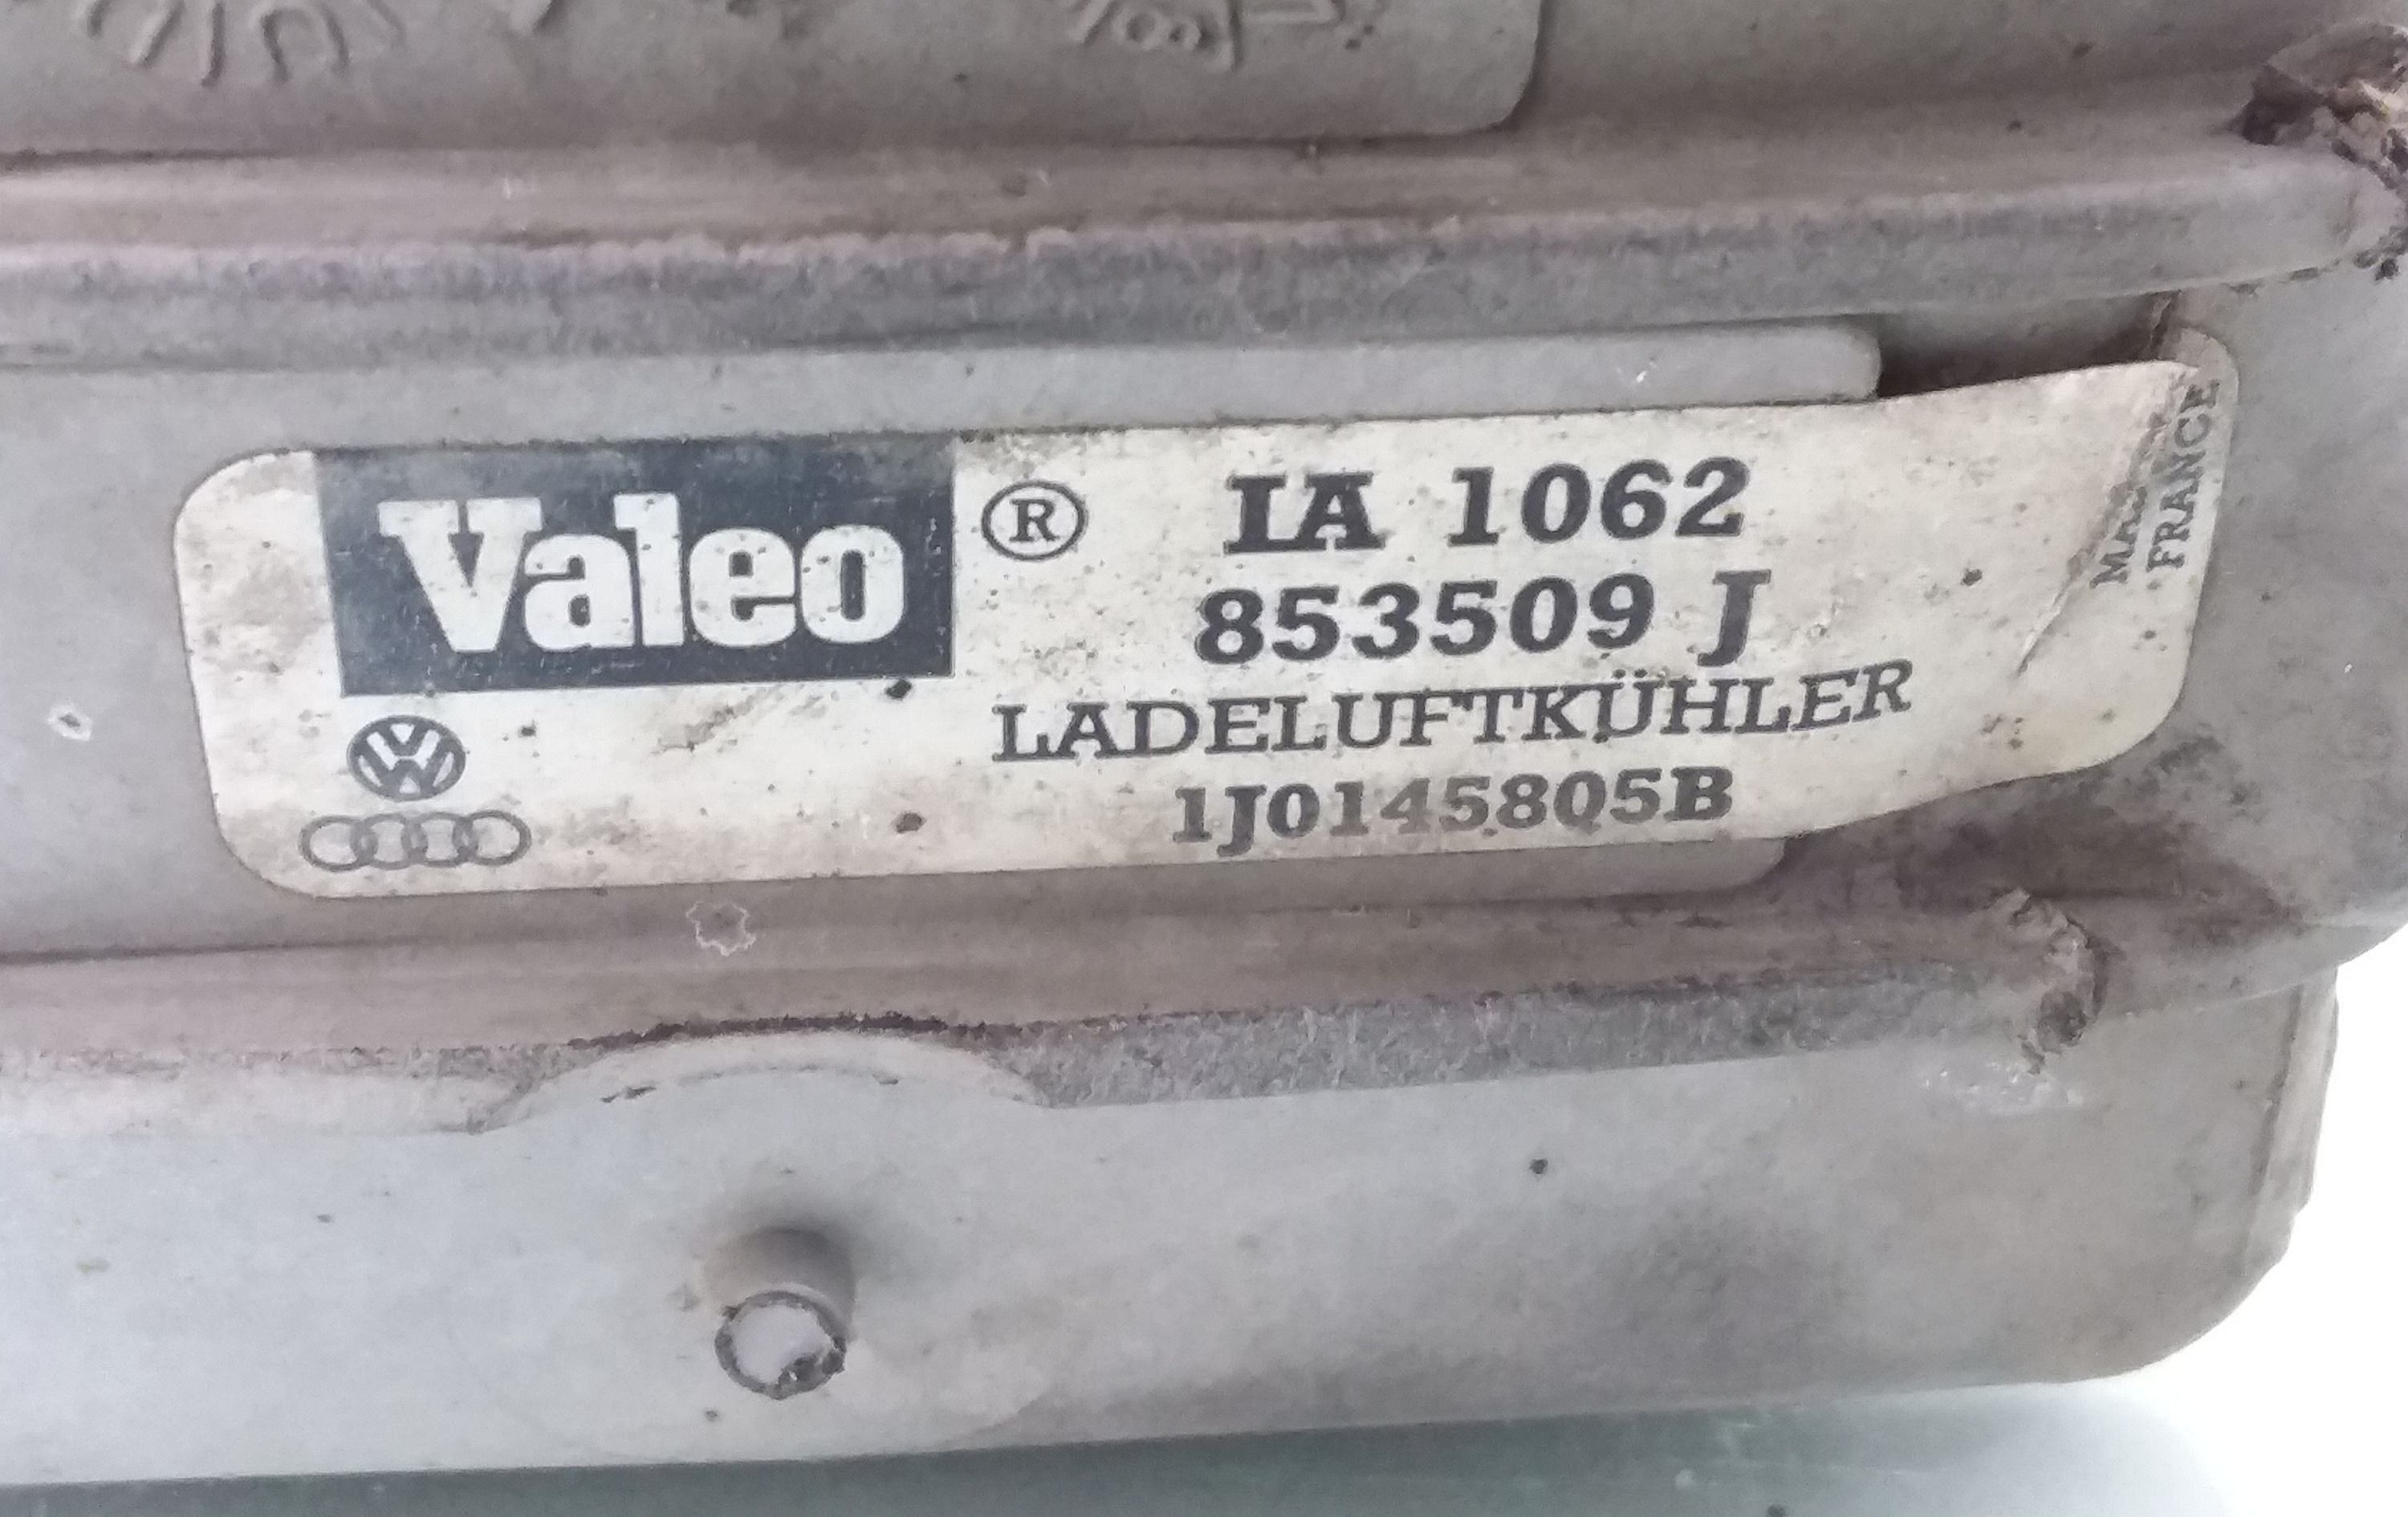 Valeo ® IA 1062
853509 J
LADELUFTKÜHLER
1J0145805B
FRANCE